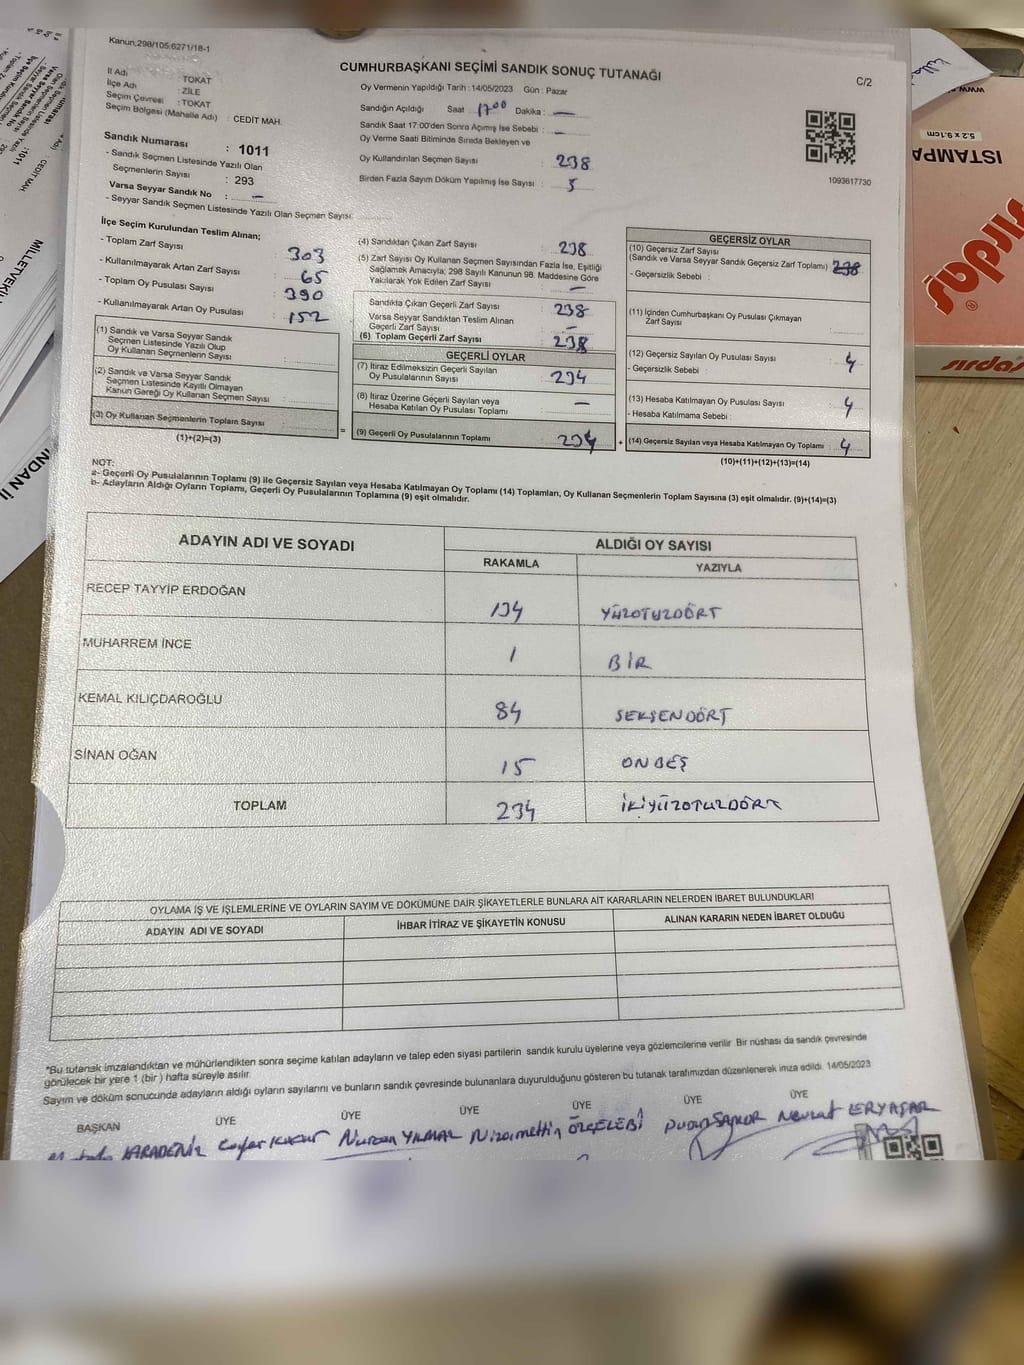 Kanun;298/105;6271/18-1
CUMHURBAŞKANI SEÇİMİ SANDIK SONUÇ TUTANAĞI
C/2
İl Adı : TOKAT
İlçe Adı : ZİLE
Seçim Çevresi : TOKAT
Seçim Bölgesi (Mahalle Adı) : CEDİT MAH.
Sandık Numarası : 1011
- Sandık Seçmen Listesinde Yazılı Olan
Seçmenlerin Sayısı : 293
Varsa Seyyar Sandık No : —
- Seyyar Sandık Seçmen Listesinde Yazılı Olan Seçmen Sayısı
Oy Vermenin Yapıldığı Tarih : 14/05/2023 Gün : Pazar
Sandığın Açıldığı Saat 17.00 Dakika : —
Sandık Saat 17:00'den Sonra Açımış İse Sebebi : —
Oy Verme Saati Bitiminde Sırada Bekleyen ve
Oy Kullandırılan Seçmen Sayısı : 238
Birden Fazla Sayım Döküm Yapılmış İse Sayısı : 5
1093617730
İlçe Seçim Kurulundan Teslim Alınan;
- Toplam Zarf Sayısı : 303
- Kullanılmayarak Artan Zarf Sayısı : 65
- Toplam Oy Pusulası Sayısı : 390
- Kullanılmayarak Artan Oy Pusulası : 152
(1) Sandık ve Varsa Seyyar Sandık
Seçmen Listesinde Yazılı Olup
Oy Kullanan Seçmenlerin Sayısı :
(2) Sandık ve Varsa Seyyar Sandık
Seçmen Listesinde Kayıtlı Olmayan
Kanun Gereği Oy Kullanan Seçmen Sayısı :
(3) Oy Kullanan Seçmenlerin Toplam Sayısı
(1)+(2)=(3)
(4) Sandıktan Çıkan Zarf Sayısı : 238
(5) Zarf Sayısı Oy Kullanan Seçmen Sayısından Fazla İse, Eşitliği
Sağlamak Amacıyla; 298 Sayılı Kanunun 98. Maddesine Göre
Yakılarak Yok Edilen Zarf Sayısı : —
Sandıkta Çıkan Geçerli Zarf Sayısı : 238
Varsa Seyyar Sandıktan Teslim Alınan
Geçerli Zarf Sayısı : —
(6) Toplam Geçerli Zarf Sayısı : 238
GEÇERLİ OYLAR
(7) İtiraz Edilmeksizin Geçerli Sayılan
Oy Pusulalarının Sayısı : 234
(8) İtiraz Üzerine Geçerli Sayılan veya
Hesaba Katılan Oy Pusulası Toplamı : —
= (9) Geçerli Oy Pusulalarının Toplamı : 234
GEÇERSİZ OYLAR
(10) Geçersiz Zarf Sayısı
(Sandık ve Varsa Seyyar Sandık Geçersiz Zarf Toplamı) 238
- Geçersizlik Sebebi :
(11) İçinden Cumhurbaşkanı Oy Pusulası Çıkmayan
Zarf Sayısı :
(12) Geçersiz Sayılan Oy Pusulası Sayısı : 4
- Geçersizlik Sebebi :
(13) Hesaba Katılmayan Oy Pusulası Sayısı : 4
- Hesaba Katılmama Sebebi :
+ (14) Geçersiz Sayılan veya Hesaba Katılmayan Oy Toplamı : 4
(10)+(11)+(12)+(13)=(14)
NOT:
a- Geçerli Oy Pusulalarının Toplamı (9) ile Geçersiz Sayılan veya Hesaba Katılmayan Oy Toplamı (14) Toplamları, Oy Kullanan Seçmenlerin Toplam Sayısına (3) eşit olmalıdır. (9)+(14)=(3)
b- Adayların Aldığı Oyların Toplamı, Geçerli Oy Pusulalarının Toplamına (9) eşit olmalıdır.
ADAYIN ADI VE SOYADI
ALDIĞI OY SAYISI
RAKAMLA YAZIYLA
RECEP TAYYİP ERDOĞAN 134 YÜZOTUZDÖRT
MUHARREM İNCE 1 BİR
KEMAL KILIÇDAROĞLU 84 SEKSENDÖRT
SİNAN OĞAN 15 ONBEŞ
TOPLAM 234 İKİYÜZOTUZDÖRT
OYLAMA İŞ VE İŞLEMLERİNE VE OYLARIN SAYIM VE DÖKÜMÜNE DAİR ŞİKAYETLERLE BUNLARA AİT KARARLARIN NELERDEN İBARET BULUNDUKLARI
ADAYIN ADI VE SOYADI İHBAR İTİRAZ VE ŞİKAYETİN KONUSU ALINAN KARARIN NEDEN İBARET OLDUĞU
*Bu tutanak imzalandıktan ve mühürlendikten sonra seçime katılan adayların ve talep eden siyasi partilerin sandık kurulu üyelerine veya gözlemcilerine verilir Bir nüshası da sandık çevresinde
görülecek bir yere 1 (bir) hafta süreyle asılır.
Sayım ve döküm sonucunda adayların aldığı oyların sayılarını ve bunların sandık çevresinde bulunanlara duyurulduğunu gösteren bu tutanak tarafımızdan düzenlenerek imza edildi. 14/05/2023
BAŞKAN ÜYE ÜYE ÜYE ÜYE ÜYE ÜYE
KARADENİZ Nurcan YILMAZ Nizamettin ÖZÇELEBİ Nevzat ERYAŞAR
www
5.2 x 9.1cm
ISTAMPA
sırdaş
sırdaş